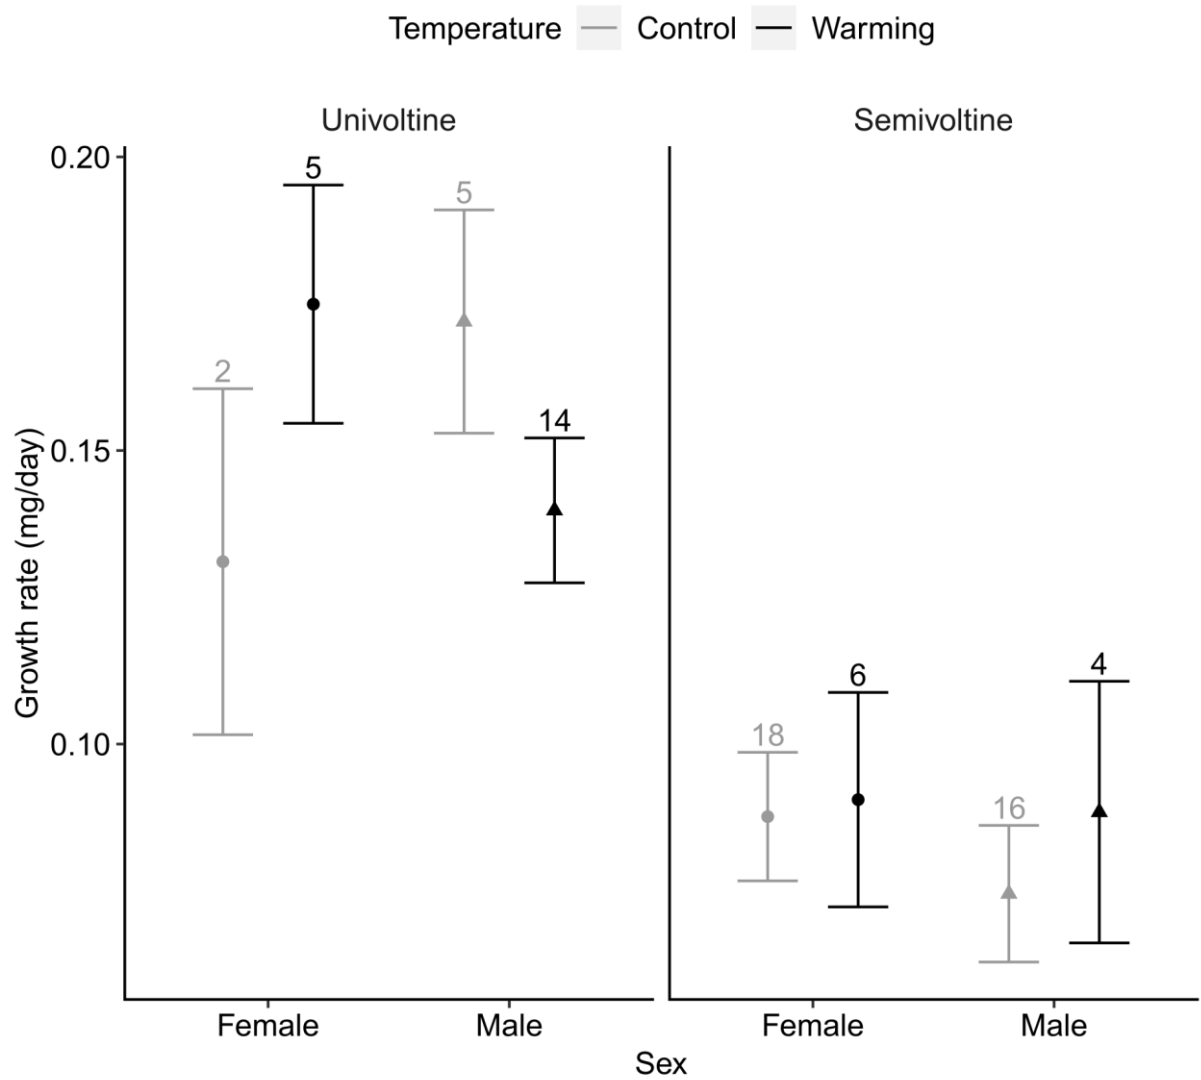 Temperature Control Warming
Univoltine Semivoltine
0.20
0.15
0.10
Growth rate (mg/day)
2
5
5
14
18
6
16
4
Female Male Female Male
Sex